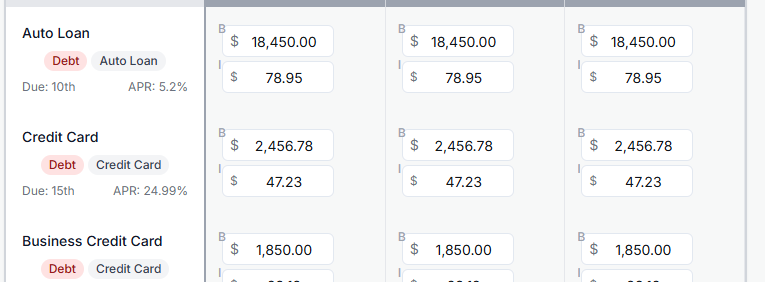 Auto Loan
Debt Auto Loan
Due: 10th APR: 5.2%
B $ 18,450.00 B $ 18,450.00 B $ 18,450.00
I $ 78.95 I $ 78.95 I $ 78.95
Credit Card
Debt Credit Card
Due: 15th APR: 24.99%
B $ 2,456.78 B $ 2,456.78 B $ 2,456.78
I $ 47.23 I $ 47.23 I $ 47.23
Business Credit Card
Debt Credit Card
B $ 1,850.00 B $ 1,850.00 B $ 1,850.00
I $ I $ I $